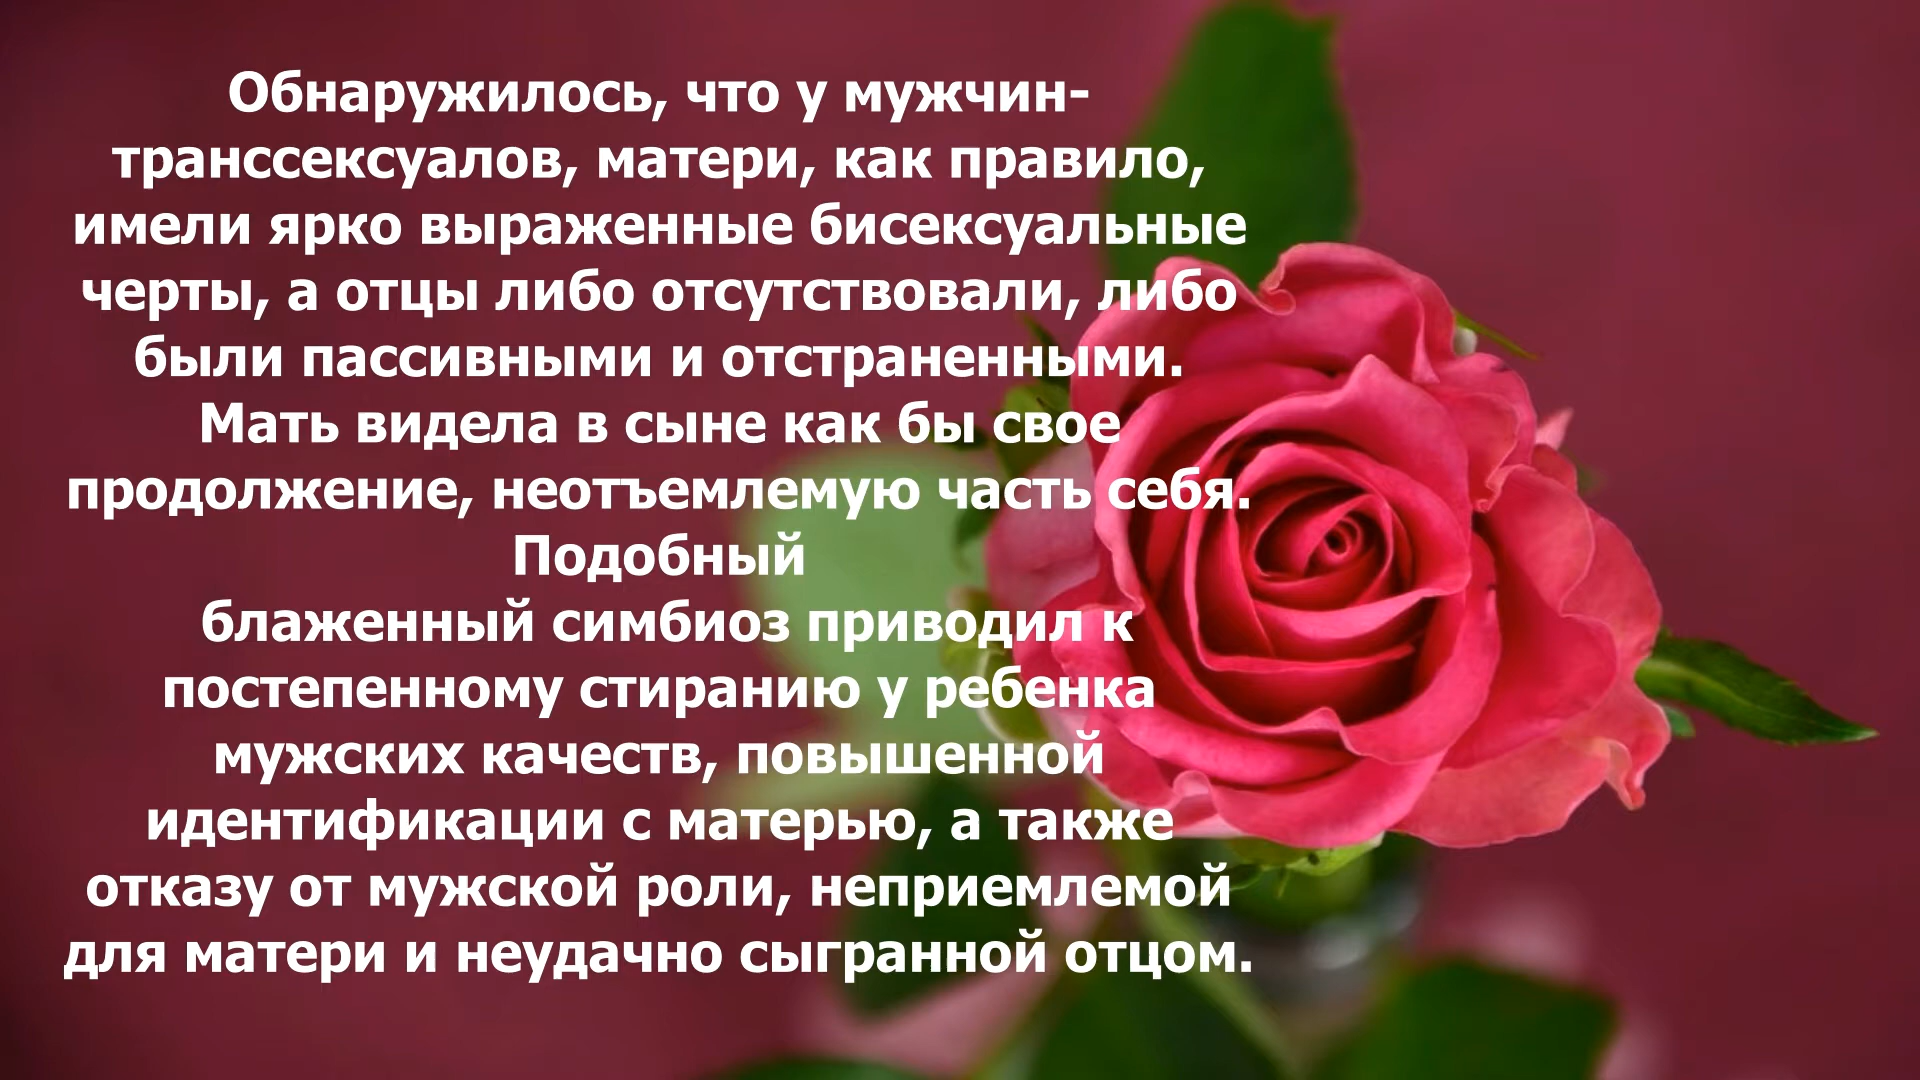 Обнаружилось, что у мужчин-
транссексуалов, матери, как правило,
имели ярко выраженные бисексуальные
черты, а отцы либо отсутствовали, либо
были пассивными и отстраненными.
Мать видела в сыне как бы свое
продолжение, неотъемлемую часть себя.
Подобный
блаженный симбиоз приводил к
постепенному стиранию у ребенка
мужских качеств, повышенной
идентификации с матерью, а также
отказу от мужской роли, неприемлемой
для матери и неудачно сыгранной отцом.